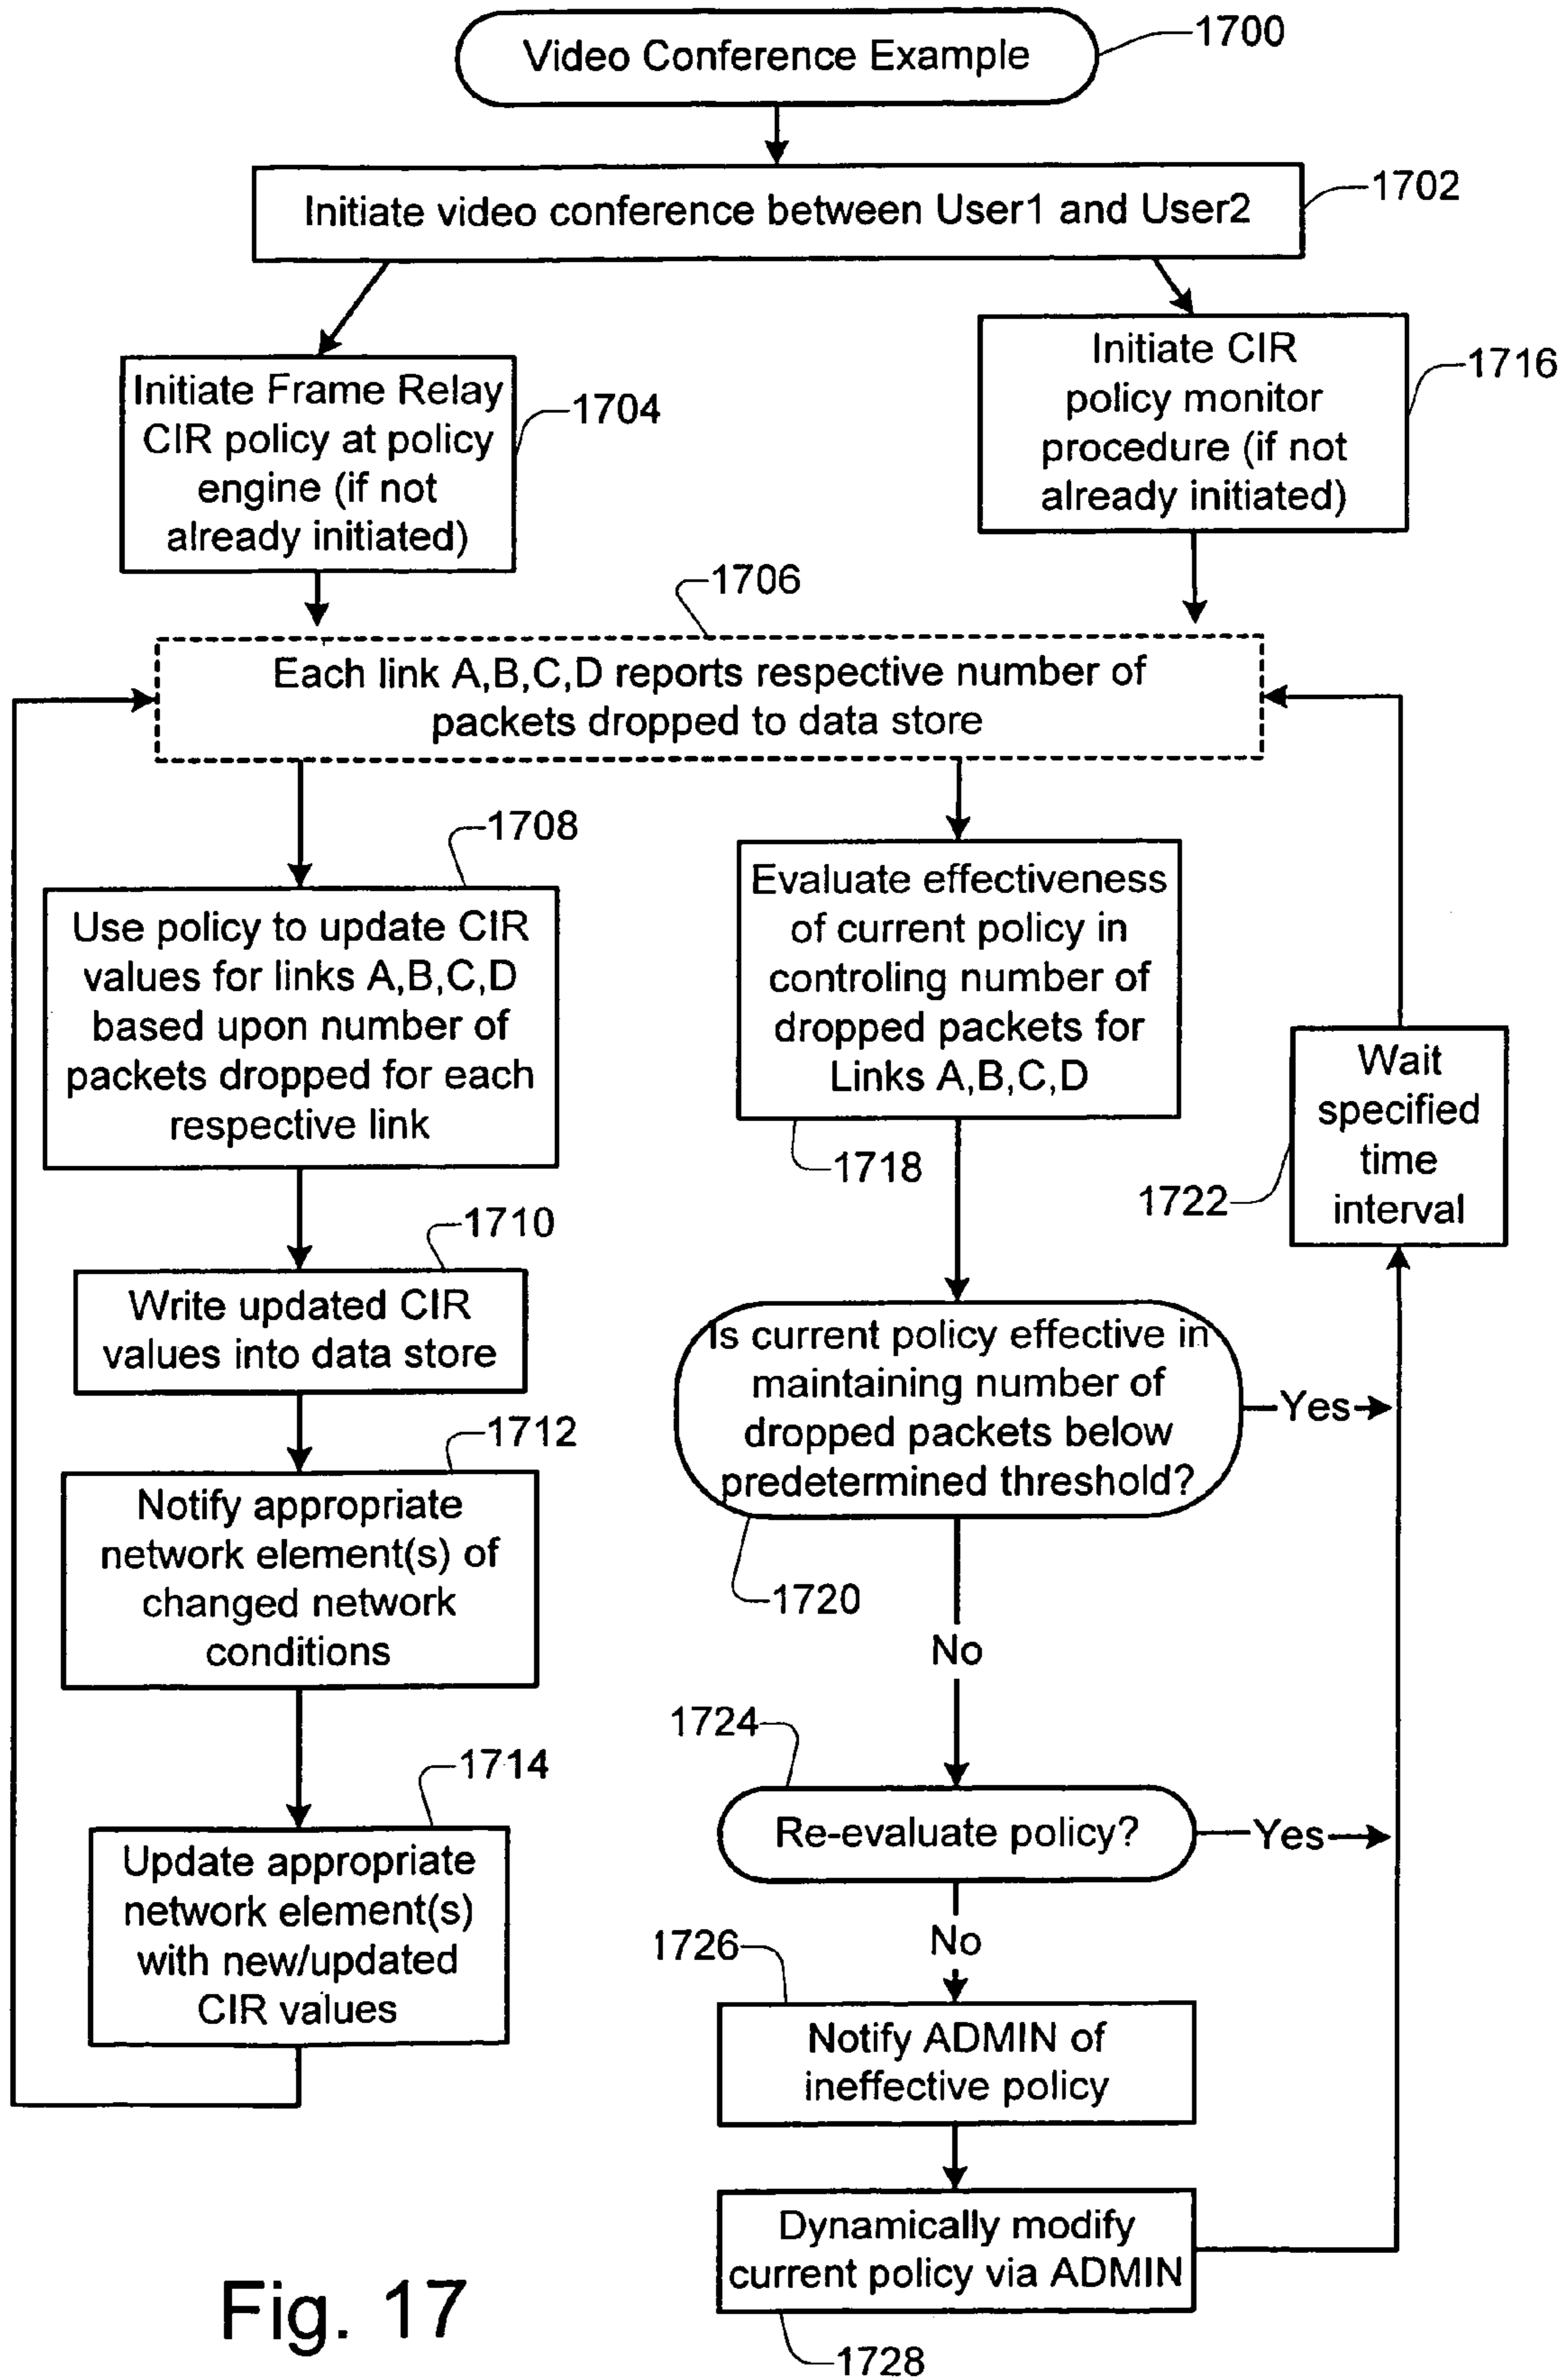 Video Conference Example
1700
Initiate video conference between User1 and User2
1702
Initiate Frame Relay
CIR policy at policy
engine (if not
already initiated)
1704
Initiate CIR
policy monitor
procedure (if not
already initiated)
1716
1706
Each link A,B,C,D reports respective number of
packets dropped to data store
1708
Use policy to update CIR
values for links A,B,C,D
based upon number of
packets dropped for each
respective link
1710
Write updated CIR
values into data store
1712
Notify appropriate
network element(s) of
changed network
conditions
1714
Update appropriate
network element(s)
with new/updated
CIR values
Evaluate effectiveness
of current policy in
controling number of
dropped packets for
Links A,B,C,D
1718
Wait
specified
time
interval
1722
Is current policy effective in
maintaining number of
dropped packets below
predetermined threshold?
Yes
1720
No
1724
Re-evaluate policy?
Yes
No
1726
Notify ADMIN of
ineffective policy
Dynamically modify
current policy via ADMIN
1728
Fig. 17